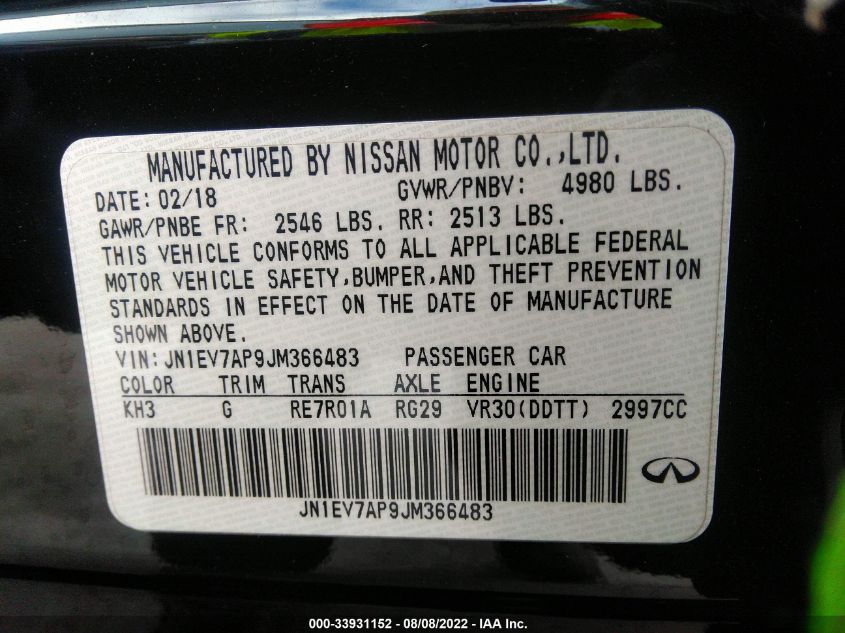 MANUFACTURED BY NISSAN MOTOR CO.,LTD.
DATE: 02/18 GVWR/PNBV: 4980 LBS.
GAWR/PNBE FR: 2546 LBS. RR: 2513 LBS.
THIS VEHICLE CONFORMS TO ALL APPLICABLE FEDERAL
MOTOR VEHICLE SAFETY,BUMPER,AND THEFT PREVENTION
STANDARDS IN EFFECT ON THE DATE OF MANUFACTURE
SHOWN ABOVE.
VIN:JN1EV7AP9JM366483 PASSENGER CAR
COLOR TRIM TRANS AXLE ENGINE
KH3 G RE7R01A RG29 VR30(DDTT) 2997CC
JN1EV7AP9JM366483
000-33931152 - 08/08/2022 - IAA Inc.